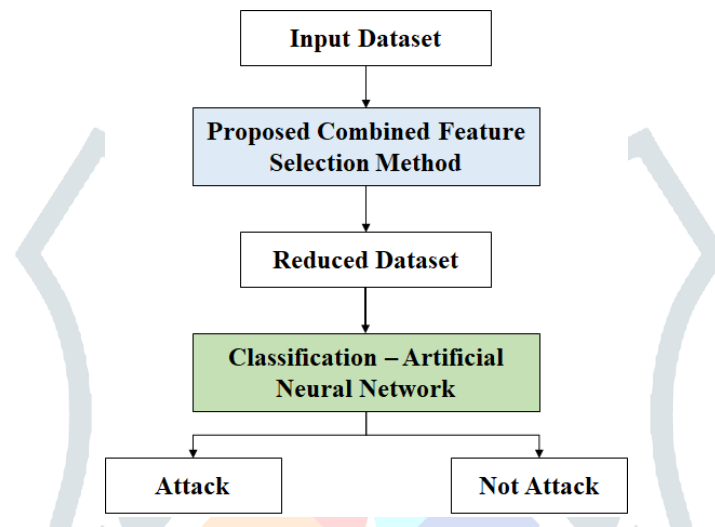 Input Dataset
Proposed Combined Feature
Selection Method
Reduced Dataset
Classification – Artificial
Neural Network
Attack
Not Attack